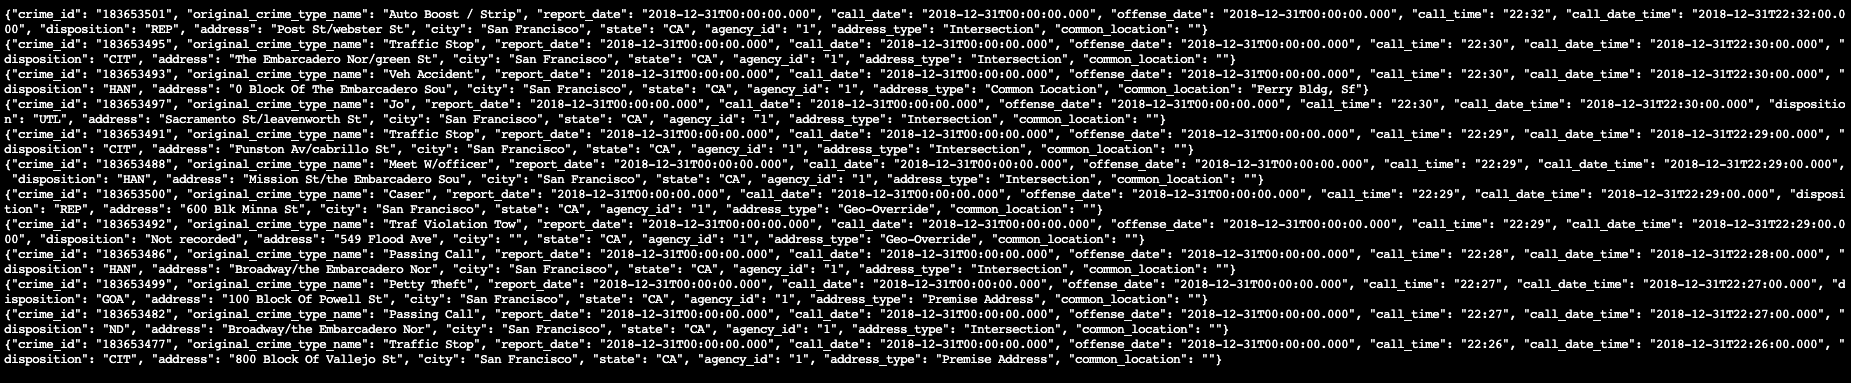 {"crime_id": "183653501", "original_crime_type_name": "Auto Boost / Strip", "report_date": "2018-12-31T00:00:00.000", "call_date": "2018-12-31T00:00:00.000", "offense_date": "2018-12-31T00:00:00.000", "call_time": "22:32", "call_date_time": "2018-12-31T22:32:00.0
00", "disposition": "REP", "address": "Post St/webster St", "city": "San Francisco", "state": "CA", "agency_id": "1", "address_type": "Intersection", "common_location": ""}
{"crime_id": "183653495", "original_crime_type_name": "Traffic Stop", "report_date": "2018-12-31T00:00:00.000", "call_date": "2018-12-31T00:00:00.000", "offense_date": "2018-12-31T00:00:00.000", "call_time": "22:30", "call_date_time": "2018-12-31T22:30:00.000", "
disposition": "CIT", "address": "The Embarcadero Nor/green St", "city": "San Francisco", "state": "CA", "agency_id": "1", "address_type": "Intersection", "common_location": ""}
{"crime_id": "183653493", "original_crime_type_name": "Veh Accident", "report_date": "2018-12-31T00:00:00.000", "call_date": "2018-12-31T00:00:00.000", "offense_date": "2018-12-31T00:00:00.000", "call_time": "22:30", "call_date_time": "2018-12-31T22:30:00.000", "
disposition": "HAN", "address": "0 Block Of The Embarcadero Sou", "city": "San Francisco", "state": "CA", "agency_id": "1", "address_type": "Common Location", "common_location": "Ferry Bldg, Sf"}
{"crime_id": "183653497", "original_crime_type_name": "Jo", "report_date": "2018-12-31T00:00:00.000", "call_date": "2018-12-31T00:00:00.000", "offense_date": "2018-12-31T00:00:00.000", "call_time": "22:30", "call_date_time": "2018-12-31T22:30:00.000", "dispositio
n": "UTL", "address": "Sacramento St/leavenworth St", "city": "San Francisco", "state": "CA", "agency_id": "1", "address_type": "Intersection", "common_location": ""}
{"crime_id": "183653491", "original_crime_type_name": "Traffic Stop", "report_date": "2018-12-31T00:00:00.000", "call_date": "2018-12-31T00:00:00.000", "offense_date": "2018-12-31T00:00:00.000", "call_time": "22:29", "call_date_time": "2018-12-31T22:29:00.000", "
disposition": "CIT", "address": "Funston Av/cabrillo St", "city": "San Francisco", "state": "CA", "agency_id": "1", "address_type": "Intersection", "common_location": ""}
{"crime_id": "183653488", "original_crime_type_name": "Meet W/officer", "report_date": "2018-12-31T00:00:00.000", "call_date": "2018-12-31T00:00:00.000", "offense_date": "2018-12-31T00:00:00.000", "call_time": "22:29", "call_date_time": "2018-12-31T22:29:00.000",
 "disposition": "HAN", "address": "Mission St/the Embarcadero Sou", "city": "San Francisco", "state": "CA", "agency_id": "1", "address_type": "Intersection", "common_location": ""}
{"crime_id": "183653500", "original_crime_type_name": "Caser", "report_date": "2018-12-31T00:00:00.000", "call_date": "2018-12-31T00:00:00.000", "offense_date": "2018-12-31T00:00:00.000", "call_time": "22:29", "call_date_time": "2018-12-31T22:29:00.000", "disposi
tion": "REP", "address": "600 Blk Minna St", "city": "San Francisco", "state": "CA", "agency_id": "1", "address_type": "Geo-Override", "common_location": ""}
{"crime_id": "183653492", "original_crime_type_name": "Traf Violation Tow", "report_date": "2018-12-31T00:00:00.000", "call_date": "2018-12-31T00:00:00.000", "offense_date": "2018-12-31T00:00:00.000", "call_time": "22:29", "call_date_time": "2018-12-31T22:29:00.0
00", "disposition": "Not recorded", "address": "549 Flood Ave", "city": "", "state": "CA", "agency_id": "1", "address_type": "Geo-Override", "common_location": ""}
{"crime_id": "183653486", "original_crime_type_name": "Passing Call", "report_date": "2018-12-31T00:00:00.000", "call_date": "2018-12-31T00:00:00.000", "offense_date": "2018-12-31T00:00:00.000", "call_time": "22:28", "call_date_time": "2018-12-31T22:28:00.000", "
disposition": "HAN", "address": "Broadway/the Embarcadero Nor", "city": "San Francisco", "state": "CA", "agency_id": "1", "address_type": "Intersection", "common_location": ""}
{"crime_id": "183653499", "original_crime_type_name": "Petty Theft", "report_date": "2018-12-31T00:00:00.000", "call_date": "2018-12-31T00:00:00.000", "offense_date": "2018-12-31T00:00:00.000", "call_time": "22:27", "call_date_time": "2018-12-31T22:27:00.000", "d
isposition": "GOA", "address": "100 Block Of Powell St", "city": "San Francisco", "state": "CA", "agency_id": "1", "address_type": "Premise Address", "common_location": ""}
{"crime_id": "183653482", "original_crime_type_name": "Passing Call", "report_date": "2018-12-31T00:00:00.000", "call_date": "2018-12-31T00:00:00.000", "offense_date": "2018-12-31T00:00:00.000", "call_time": "22:27", "call_date_time": "2018-12-31T22:27:00.000", "
disposition": "ND", "address": "Broadway/the Embarcadero Nor", "city": "San Francisco", "state": "CA", "agency_id": "1", "address_type": "Intersection", "common_location": ""}
{"crime_id": "183653477", "original_crime_type_name": "Traffic Stop", "report_date": "2018-12-31T00:00:00.000", "call_date": "2018-12-31T00:00:00.000", "offense_date": "2018-12-31T00:00:00.000", "call_time": "22:26", "call_date_time": "2018-12-31T22:26:00.000", "
disposition": "CIT", "address": "800 Block Of Vallejo St", "city": "San Francisco", "state": "CA", "agency_id": "1", "address_type": "Premise Address", "common_location": ""}